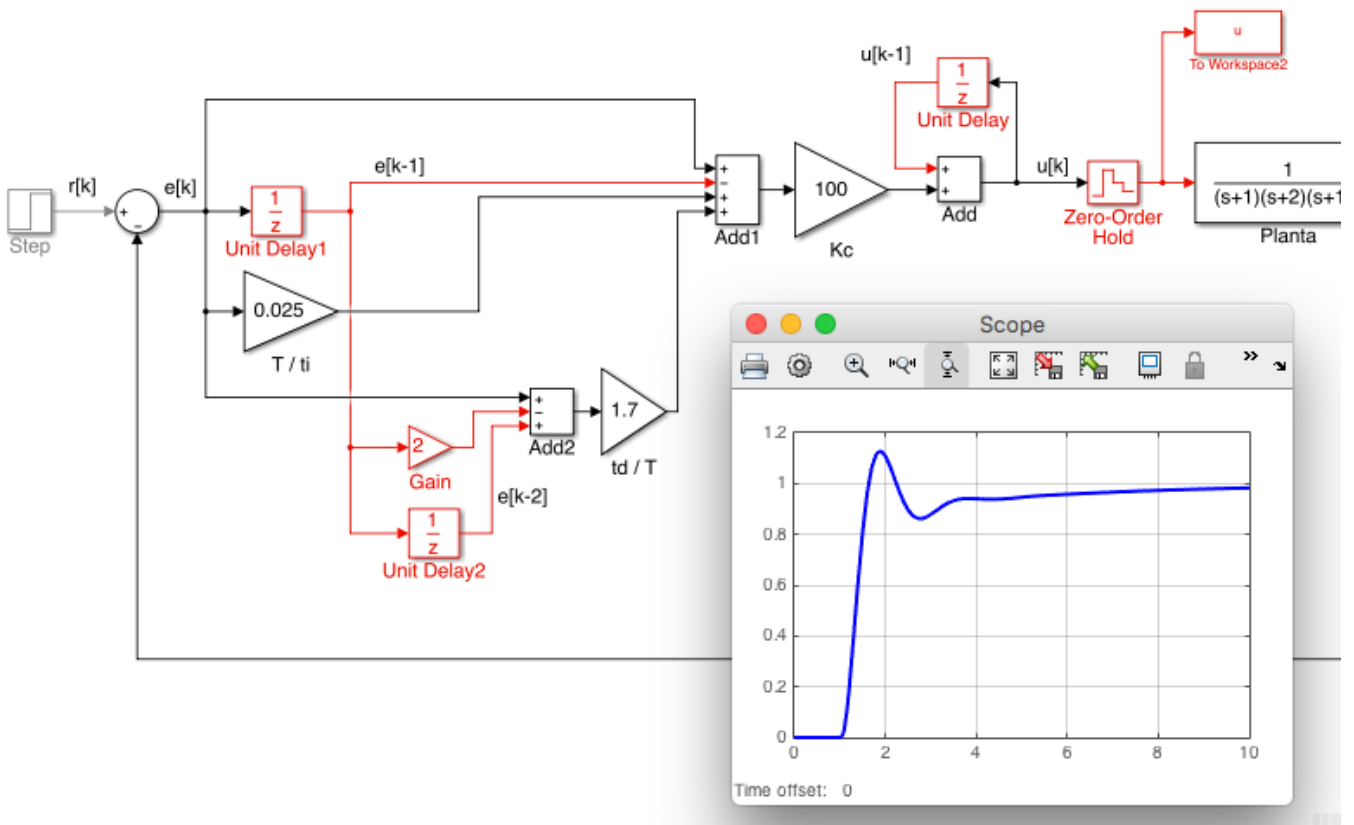 u
To Workspace2
u[k-1]
1
z
Unit Delay
e[k-1]
r[k]
e[k]
+
−
Step
1
z
Unit Delay1
+
−
+
+
Add1
100
Kc
+
+
Add
u[k]
Zero-Order
Hold
1
(s+1)(s+2)(s+1
Planta
0.025
T / ti
+
−
+
Add2
1.7
td / T
2
Gain
e[k-2]
1
z
Unit Delay2
Scope
»
1.2
1
0.8
0.6
0.4
0.2
0
0
2
4
6
8
10
Time offset: 0